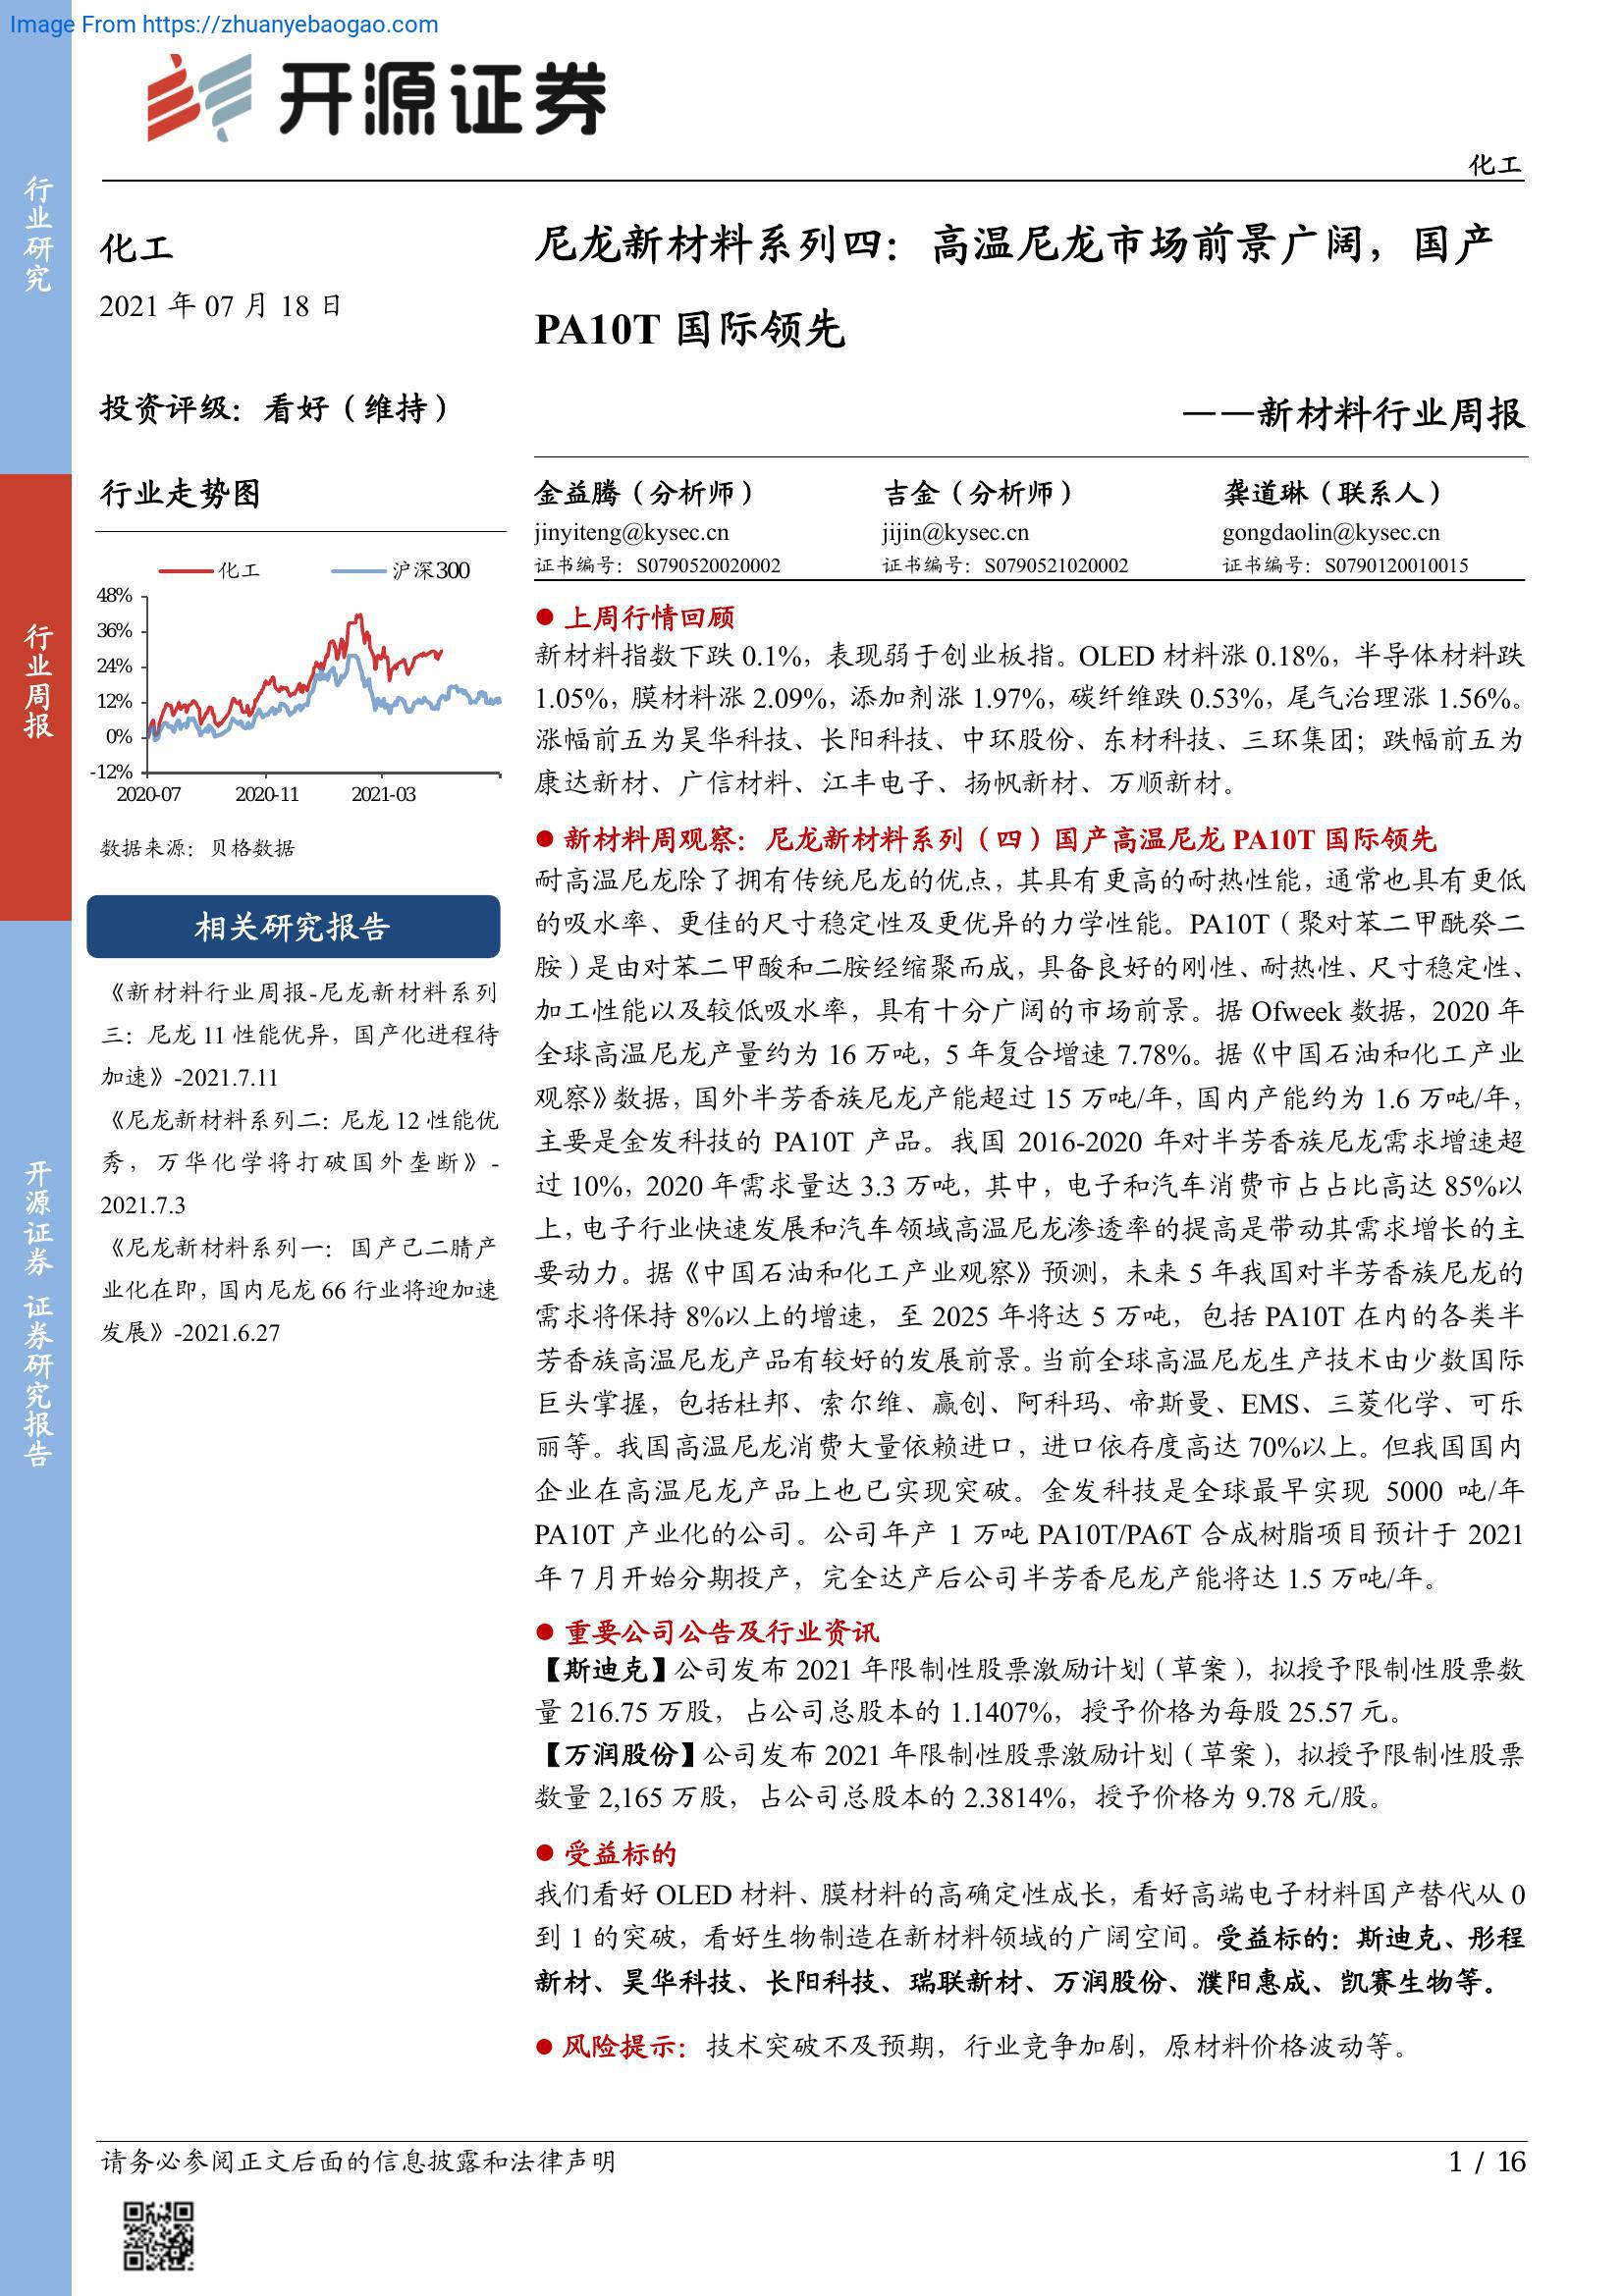 Image From https://zhuanyebaogao.com
开源证券
化工
行业研究
行业周报
开源证券 证券研究报告
化工
2021 年 07 月 18 日
投资评级：看好（维持）
行业走势图
化工
沪深300
48%
36%
24%
12%
0%
-12%
2020-07
2020-11
2021-03
数据来源：贝格数据
相关研究报告
《新材料行业周报-尼龙新材料系列
三：尼龙 11 性能优异，国产化进程待
加速》-2021.7.11
《尼龙新材料系列二：尼龙 12 性能优
秀，万华化学将打破国外垄断》-
2021.7.3
《尼龙新材料系列一：国产己二腈产
业化在即，国内尼龙 66 行业将迎加速
发展》-2021.6.27
尼龙新材料系列四：高温尼龙市场前景广阔，国产
PA10T 国际领先
——新材料行业周报
金益腾（分析师）
吉金（分析师）
龚道琳（联系人）
jinyiteng@kysec.cn
jijin@kysec.cn
gongdaolin@kysec.cn
证书编号：S0790520020002
证书编号：S0790521020002
证书编号：S0790120010015
● 上周行情回顾
新材料指数下跌 0.1%，表现弱于创业板指。OLED 材料涨 0.18%，半导体材料跌
1.05%，膜材料涨 2.09%，添加剂涨 1.97%，碳纤维跌 0.53%，尾气治理涨 1.56%。
涨幅前五为昊华科技、长阳科技、中环股份、东材科技、三环集团；跌幅前五为
康达新材、广信材料、江丰电子、扬帆新材、万顺新材。
● 新材料周观察：尼龙新材料系列（四）国产高温尼龙 PA10T 国际领先
耐高温尼龙除了拥有传统尼龙的优点，其具有更高的耐热性能，通常也具有更低
的吸水率、更佳的尺寸稳定性及更优异的力学性能。PA10T（聚对苯二甲酰癸二
胺）是由对苯二甲酸和二胺经缩聚而成，具备良好的刚性、耐热性、尺寸稳定性、
加工性能以及较低吸水率，具有十分广阔的市场前景。据 Ofweek 数据，2020 年
全球高温尼龙产量约为 16 万吨，5 年复合增速 7.78%。据《中国石油和化工产业
观察》数据，国外半芳香族尼龙产能超过 15 万吨/年，国内产能约为 1.6 万吨/年，
主要是金发科技的 PA10T 产品。我国 2016-2020 年对半芳香族尼龙需求增速超
过 10%，2020 年需求量达 3.3 万吨，其中，电子和汽车消费市占占比高达 85%以
上，电子行业快速发展和汽车领域高温尼龙渗透率的提高是带动其需求增长的主
要动力。据《中国石油和化工产业观察》预测，未来 5 年我国对半芳香族尼龙的
需求将保持 8%以上的增速，至 2025 年将达 5 万吨，包括 PA10T 在内的各类半
芳香族高温尼龙产品有较好的发展前景。当前全球高温尼龙生产技术由少数国际
巨头掌握，包括杜邦、索尔维、赢创、阿科玛、帝斯曼、EMS、三菱化学、可乐
丽等。我国高温尼龙消费大量依赖进口，进口依存度高达 70%以上。但我国国内
企业在高温尼龙产品上也已实现突破。金发科技是全球最早实现 5000 吨/年
PA10T 产业化的公司。公司年产 1 万吨 PA10T/PA6T 合成树脂项目预计于 2021
年 7 月开始分期投产，完全达产后公司半芳香尼龙产能将达 1.5 万吨/年。
● 重要公司公告及行业资讯
【斯迪克】公司发布 2021 年限制性股票激励计划（草案），拟授予限制性股票数
量 216.75 万股，占公司总股本的 1.1407%，授予价格为每股 25.57 元。
【万润股份】公司发布 2021 年限制性股票激励计划（草案），拟授予限制性股票
数量 2,165 万股，占公司总股本的 2.3814%，授予价格为 9.78 元/股。
● 受益标的
我们看好 OLED 材料、膜材料的高确定性成长，看好高端电子材料国产替代从 0
到 1 的突破，看好生物制造在新材料领域的广阔空间。受益标的：斯迪克、彤程
新材、昊华科技、长阳科技、瑞联新材、万润股份、濮阳惠成、凯赛生物等。
● 风险提示：技术突破不及预期，行业竞争加剧，原材料价格波动等。
请务必参阅正文后面的信息披露和法律声明
1 / 16